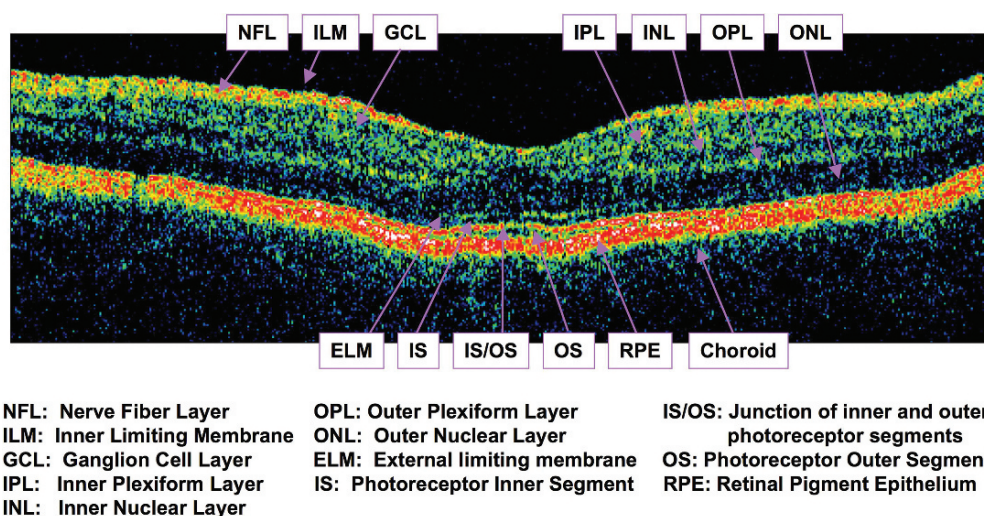 NFL ILM GCL IPL INL OPL ONL
ELM IS IS/OS OS RPE Choroid
NFL: Nerve Fiber Layer
ILM: Inner Limiting Membrane
GCL: Ganglion Cell Layer
IPL: Inner Plexiform Layer
INL: Inner Nuclear Layer
OPL: Outer Plexiform Layer
ONL: Outer Nuclear Layer
ELM: External limiting membrane
IS: Photoreceptor Inner Segment
IS/OS: Junction of inner and outer
photoreceptor segments
OS: Photoreceptor Outer Segmen
RPE: Retinal Pigment Epithelium